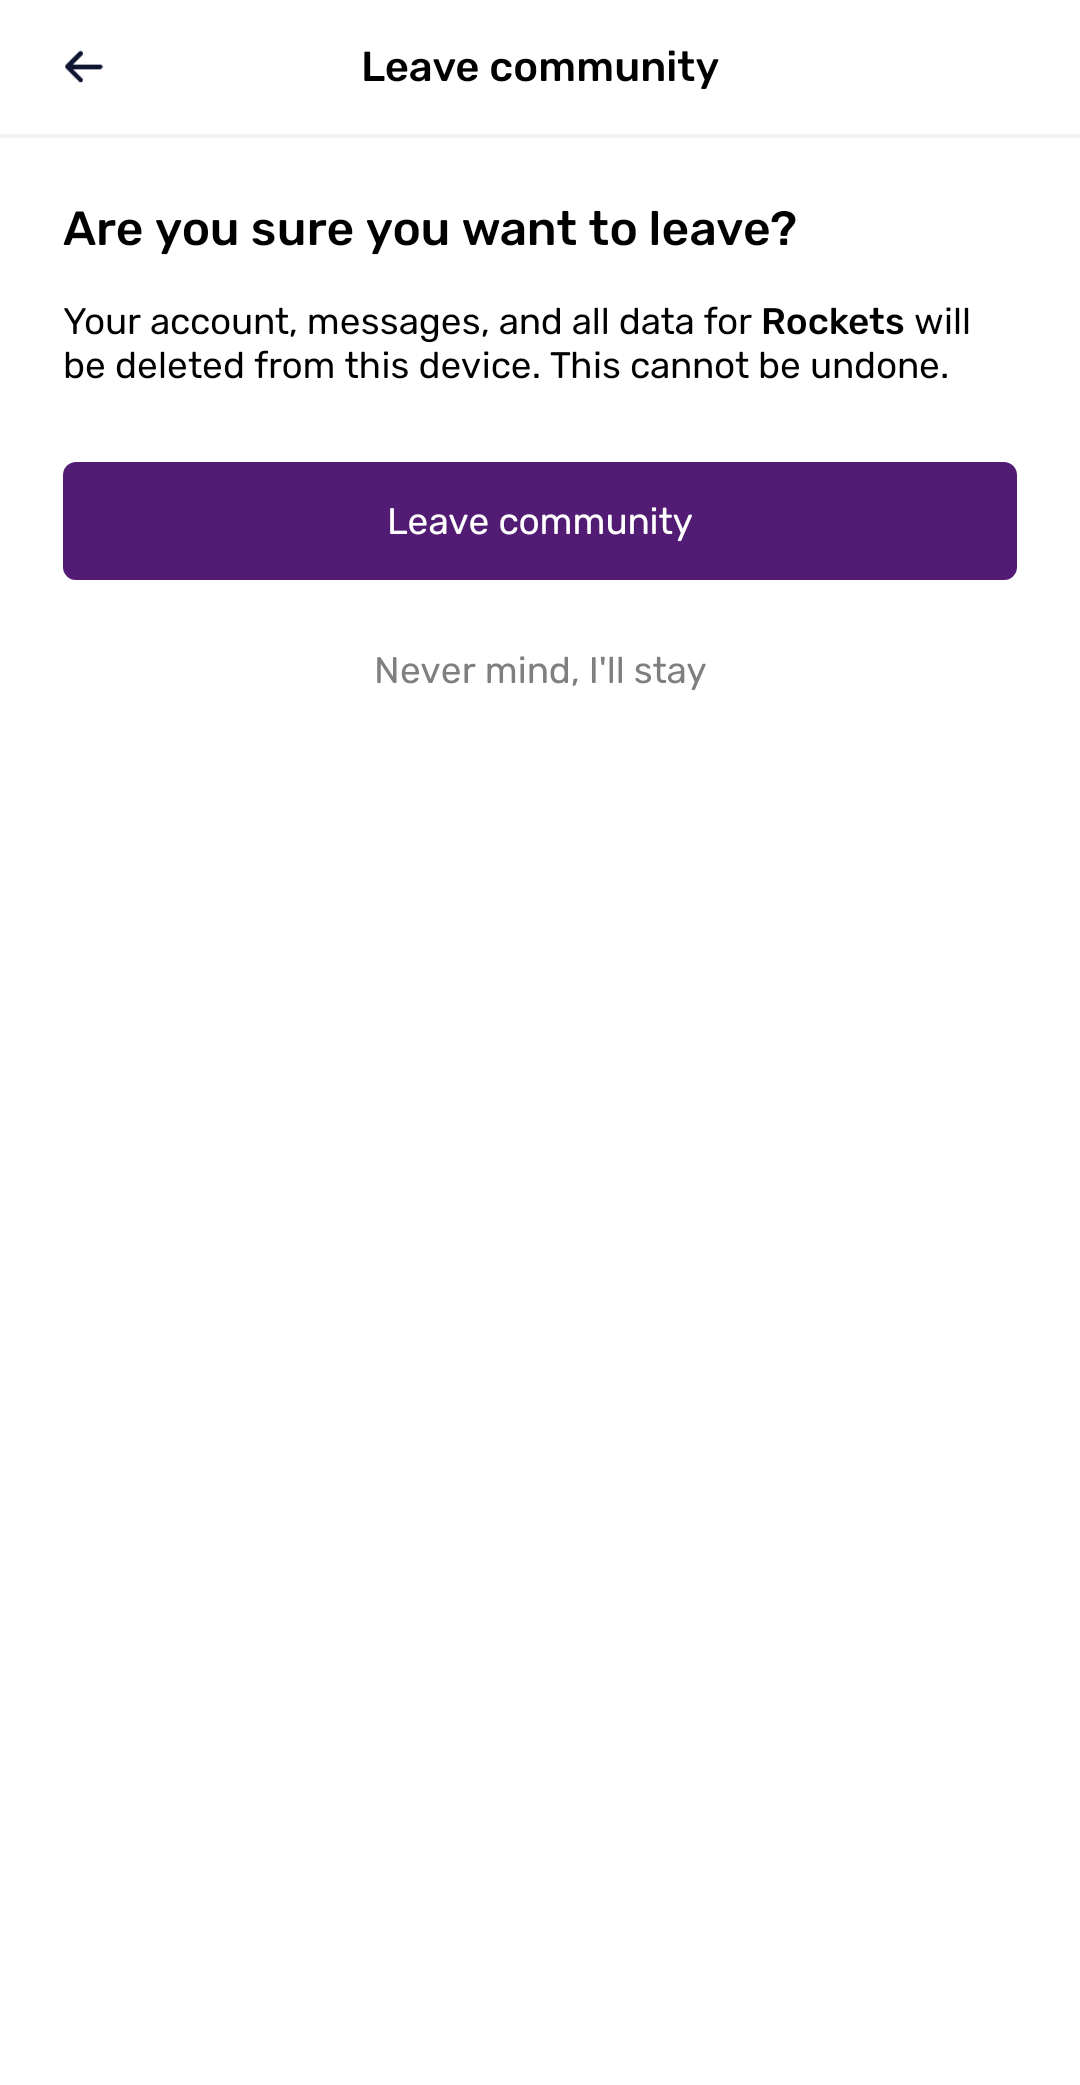 Leave community
Are you sure you want to leave?
Your account, messages, and all data for Rockets will
be deleted from this device. This cannot be undone.
Leave community
Never mind, I'll stay